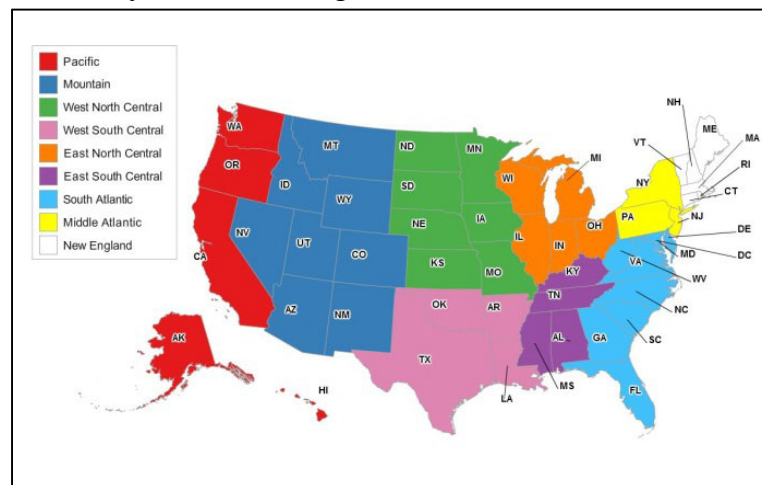 Pacific
Mountain
West North Central
West South Central
East North Central
East South Central
South Atlantic
Middle Atlantic
New England
WA
OR
CA
AK
HI
MT
ID
WY
NV
UT
CO
AZ
NM
ND
SD
NE
KS
MN
IA
MO
OK
AR
TX
LA
WI
MI
IL
IN
OH
KY
TN
MS
AL
NY
PA
NJ
VT
NH
ME
MA
RI
CT
DE
DC
MD
VA
WV
NC
SC
GA
FL